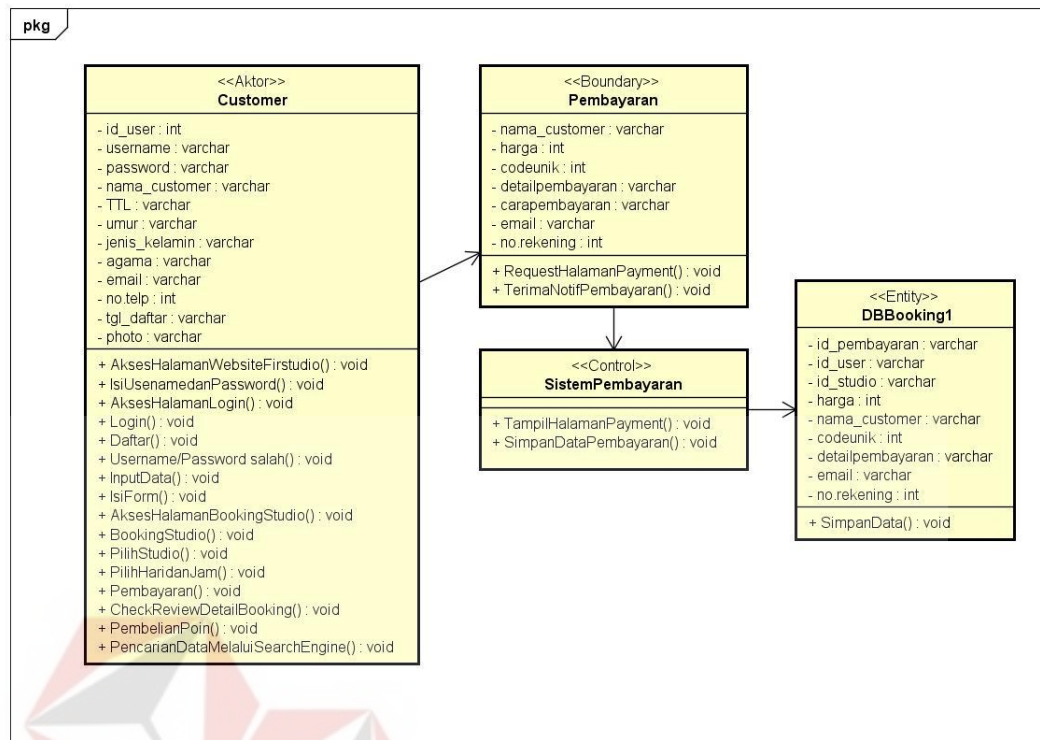 pkg
<<Aktor>>
Customer
- id_user : int
- username : varchar
- password : varchar
- nama_customer : varchar
- TTL : varchar
- umur : varchar
- jenis_kelamin : varchar
- agama : varchar
- email : varchar
- no.telp : int
- tgl_daftar : varchar
- photo : varchar
+ AksesHalamanWebsiteFirstudio() : void
+ IsiUsenamedanPassword() : void
+ AksesHalamanLogin() : void
+ Login() : void
+ Daftar() : void
+ Username/Password salah() : void
+ InputData() : void
+ IsiForm() : void
+ AksesHalamanBookingStudio() : void
+ BookingStudio() : void
+ PilihStudio() : void
+ PilihHaridanJam() : void
+ Pembayaran() : void
+ CheckReviewDetailBooking() : void
+ PembelianPoin() : void
+ PencarianDataMelaluiSearchEngine() : void
<<Boundary>>
Pembayaran
- nama_customer : varchar
- harga : int
- codeunik : int
- detailpembayaran : varchar
- carapembayaran : varchar
- email : varchar
- no.rekening : int
+ RequestHalamanPayment() : void
+ TerimaNotifPembayaran() : void
<<Control>>
SistemPembayaran
+ TampilHalamanPayment() : void
+ SimpanDataPembayaran() : void
<<Entity>>
DBBooking1
- id_pembayaran : varchar
- id_user : varchar
- id_studio : varchar
- harga : int
- nama_customer : varchar
- codeunik : int
- detailpembayaran : varchar
- email : varchar
- no.rekening : int
+ SimpanData() : void